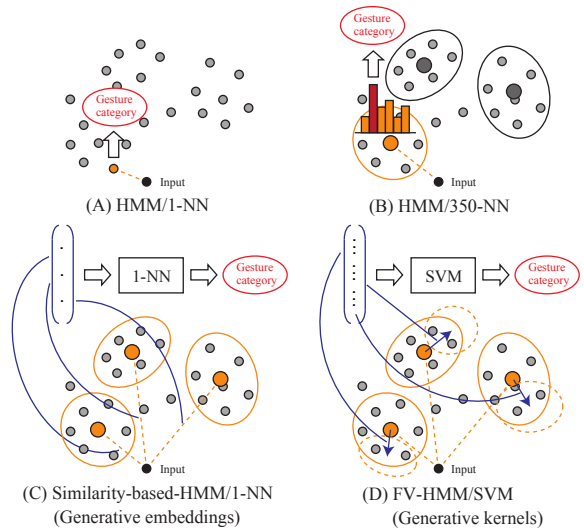 Gesture
category
Input
(A) HMM/1-NN
Gesture
category
Input
(B) HMM/350-NN
1-NN
Gesture
category
Input
(C) Similarity-based-HMM/1-NN
(Generative embeddings)
SVM
Gesture
category
Input
(D) FV-HMM/SVM
(Generative kernels)